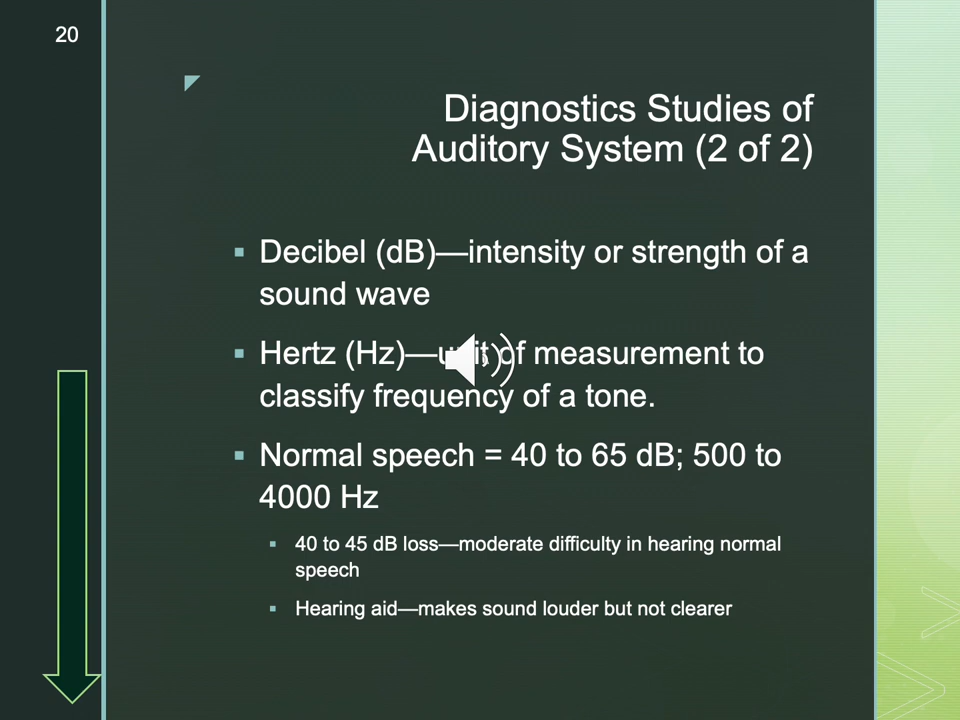 20
Diagnostics Studies of
Auditory System (2 of 2)
▪ Decibel (dB)—intensity or strength of a
sound wave
▪ Hertz (Hz)—unit of measurement to
classify frequency of a tone.
▪ Normal speech = 40 to 65 dB; 500 to
4000 Hz
▪ 40 to 45 dB loss—moderate difficulty in hearing normal
speech
▪ Hearing aid—makes sound louder but not clearer